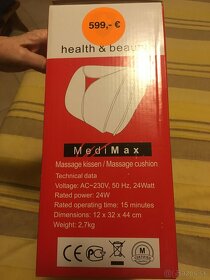 599,- €
health & beau
MediMax
Massage kissen / Massage cushion
Technical data
Voltage: AC~230V, 50 Hz, 24Watt
Rated power: 24W
Rated operating time: 15 minutes
Dimensions: 12 x 32 x 44 cm
Weight: 2.7kg
CE
M